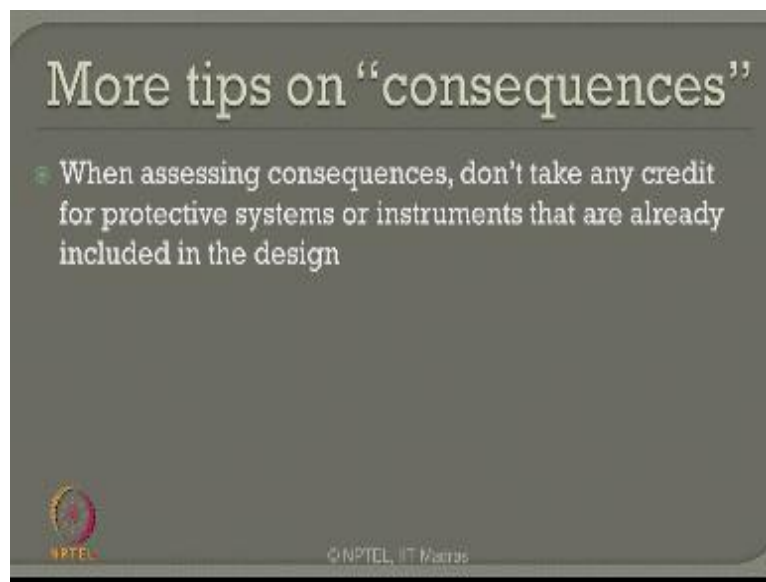 More tips on “consequences”
When assessing consequences, don’t take any credit
for protective systems or instruments that are already
included in the design
NPTEL
© NPTEL, IIT Madras